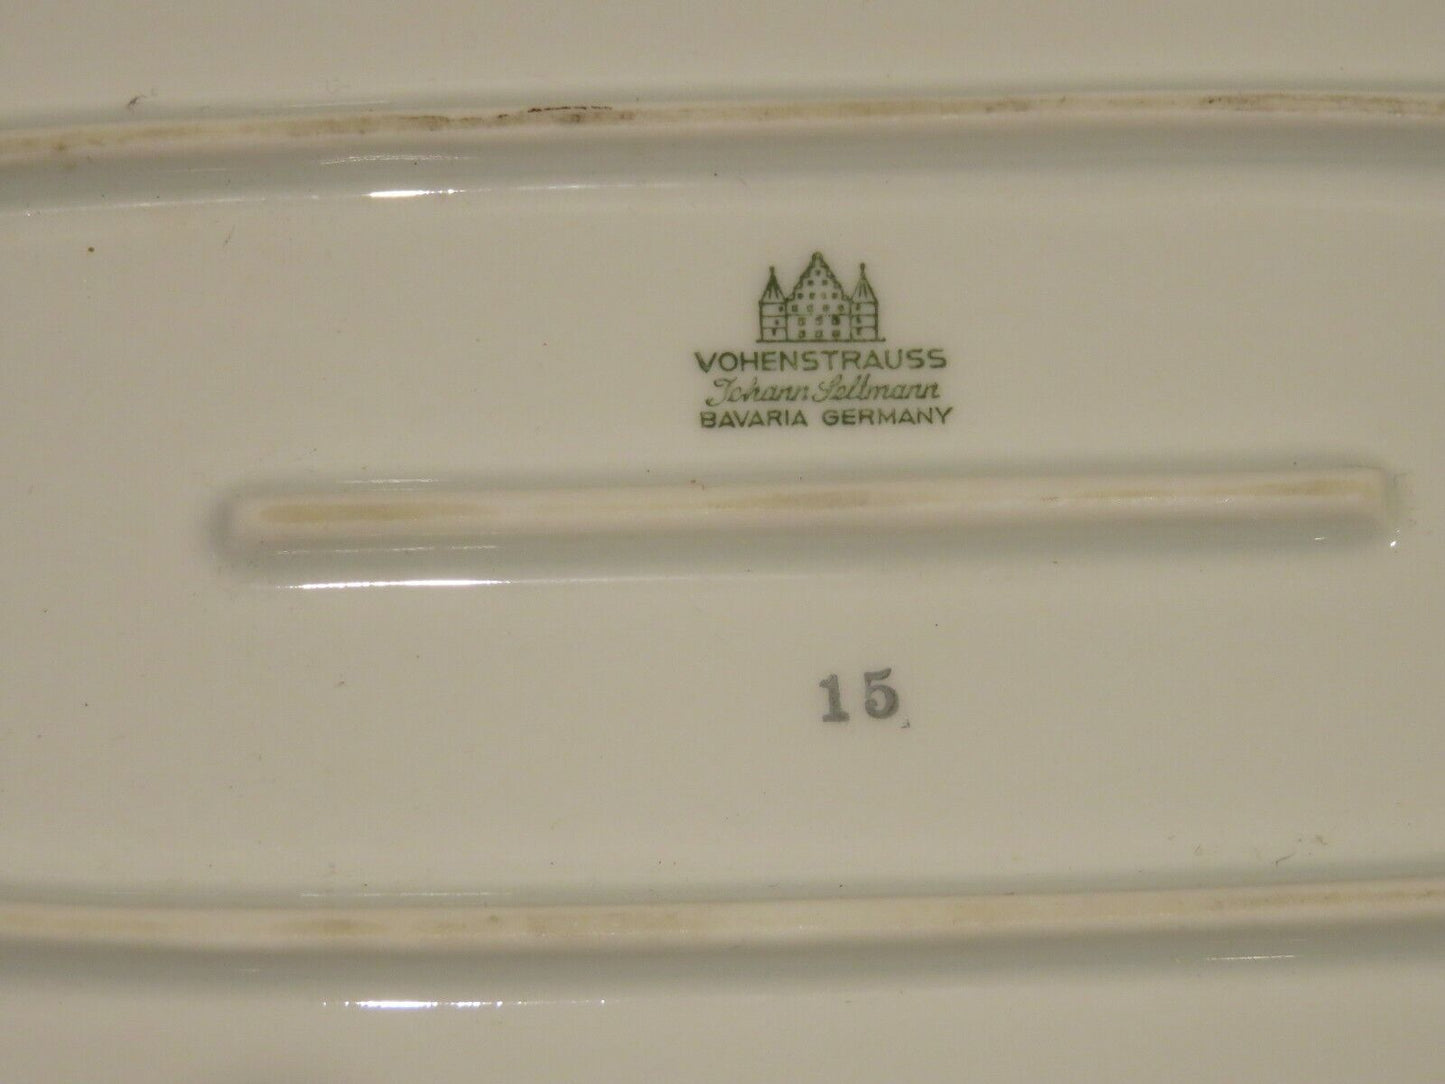 VOHENSTRAUSS
Johann Seltmann
BAVARIA GERMANY
15